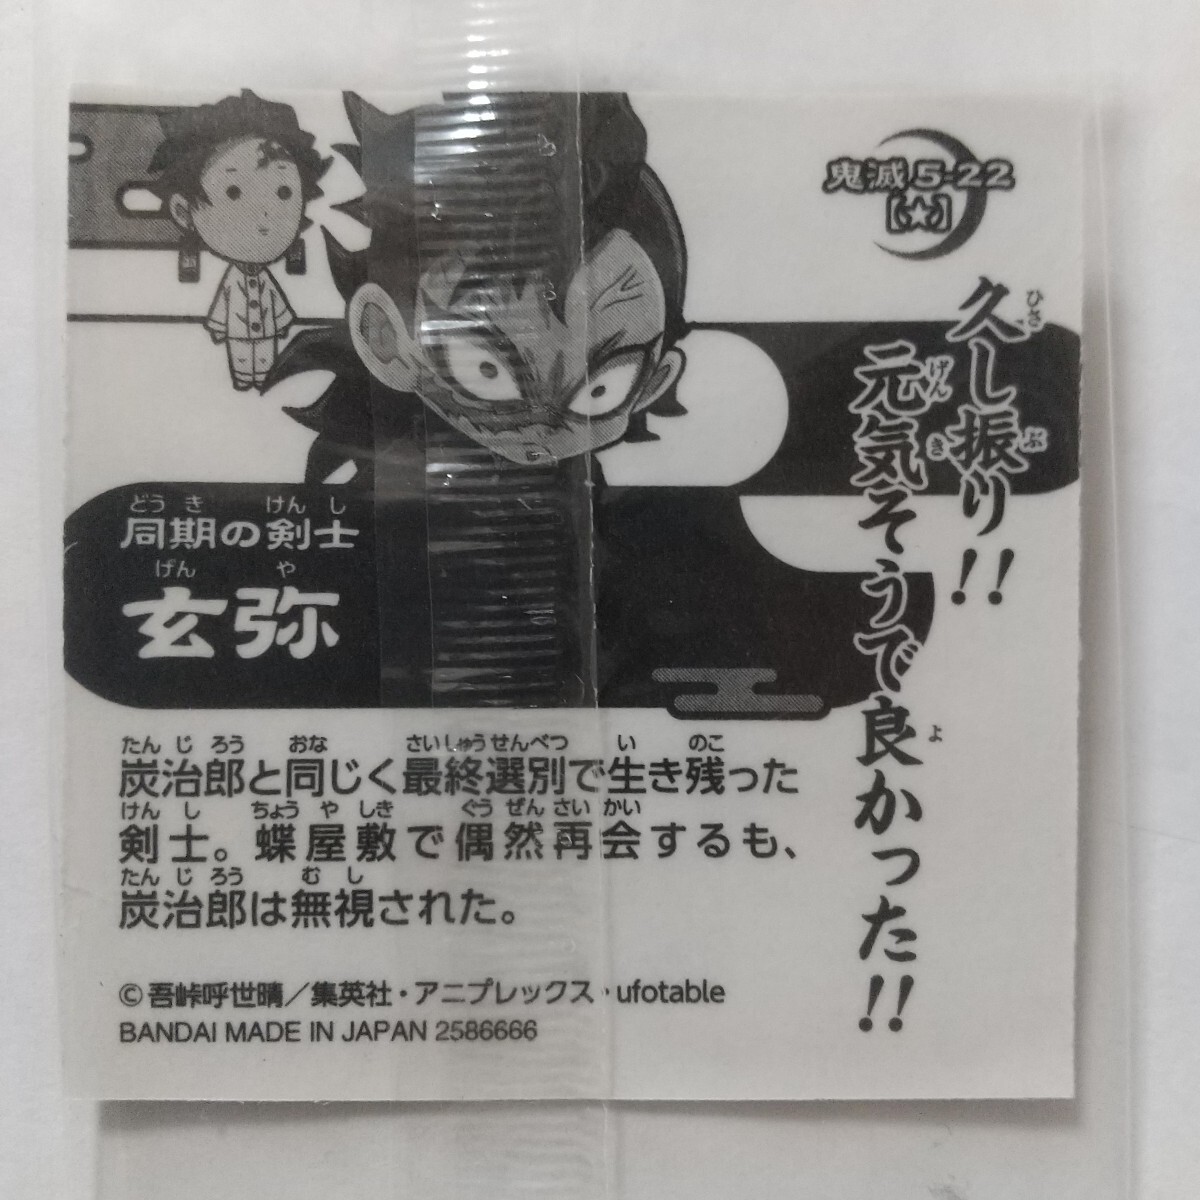 鬼滅5-22
【★】
久し振り!!
元気そうで良かった!!
同期の剣士
玄弥
炭治郎と同じく最終選別で生き残った
剣士。蝶屋敷で偶然再会するも、
炭治郎は無視された。
©吾峠呼世晴／集英社・アニプレックス・ufotable
BANDAI MADE IN JAPAN 2586666